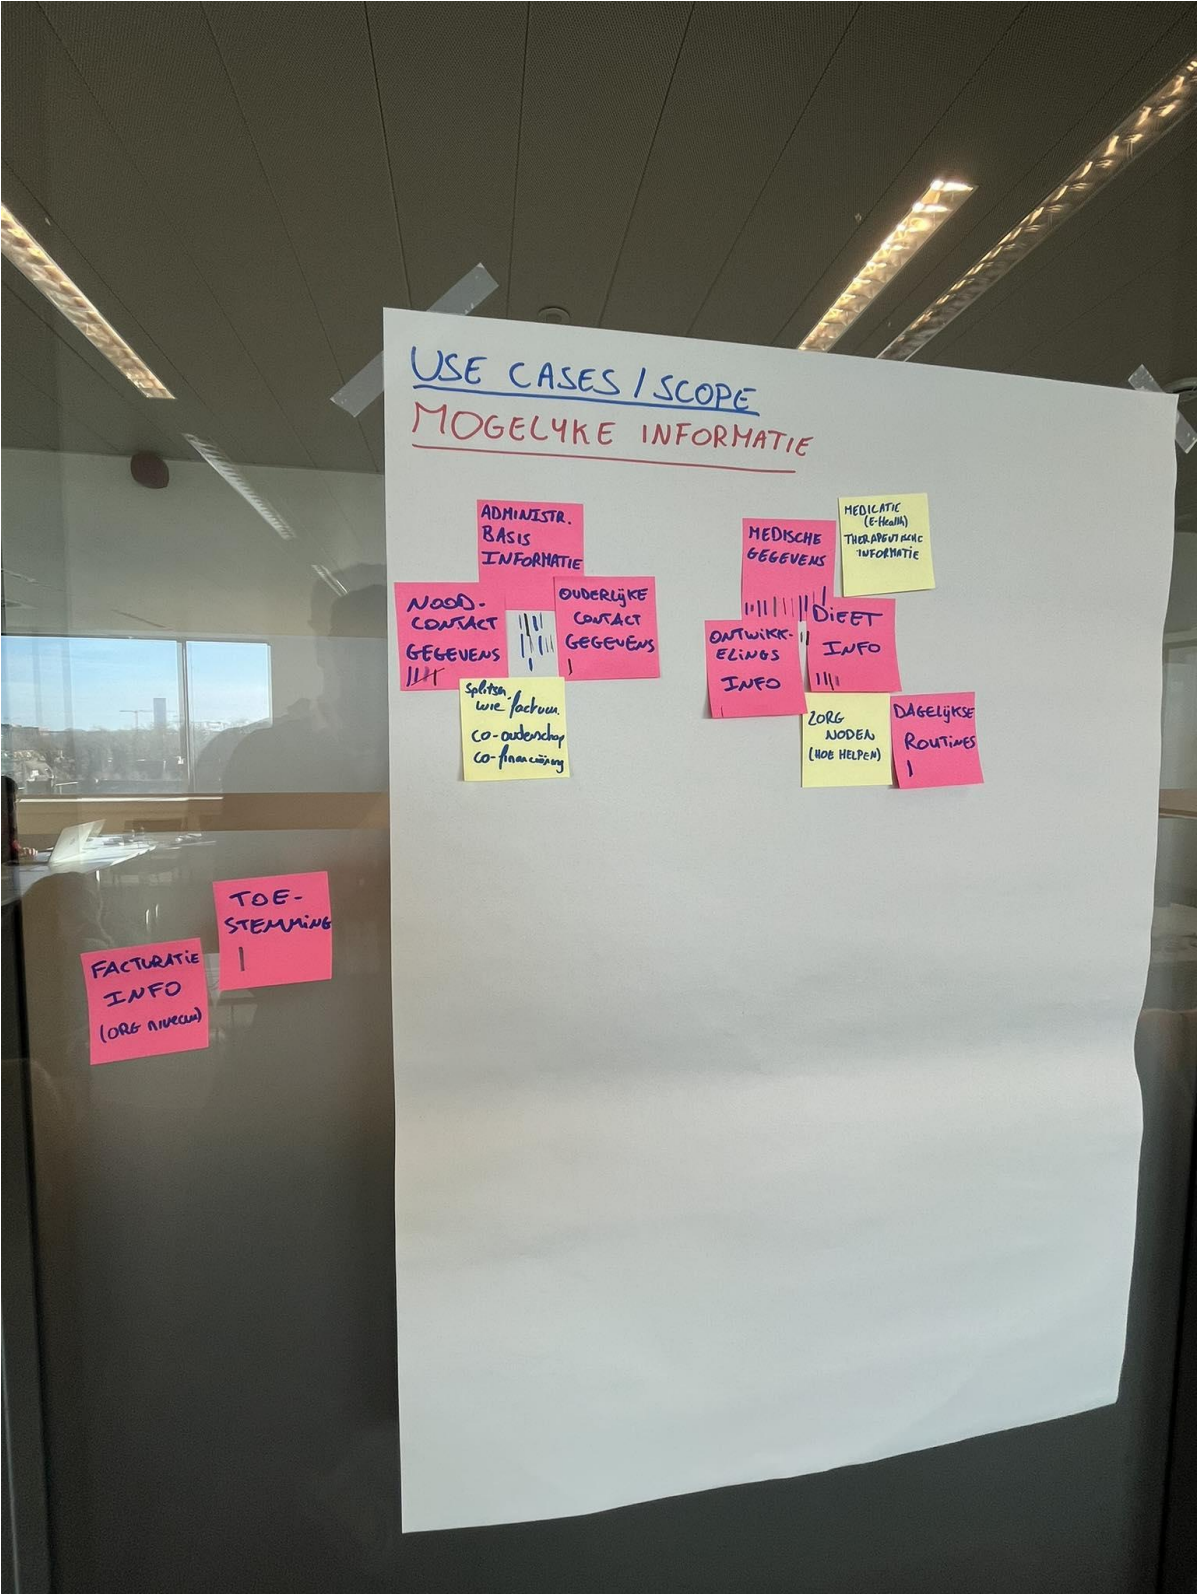 USE CASES / SCOPE
MOGELYKE INFORMATIE
ADMINISTR.
BASIS
INFORMATIE
NOOD-
CONTACT
GEGEVENS
OUDERLIJKE
CONTACT
GEGEVENS
Splitsen
wie factuur.
co-ouderschap
co-financiering
MEDISCHE
GEGEVENS
MEDICATIE
(E-Health)
THERAPEUTISCHE
INFORMATIE
ONTWIKK-
ELINGS
INFO
DIEET
INFO
ZORG
NODEN
(HOE HELPEN)
DAGELIJKSE
ROUTINES
TOE-
STEMMING
FACTURATIE
INFO
(ORG NIVEAU)